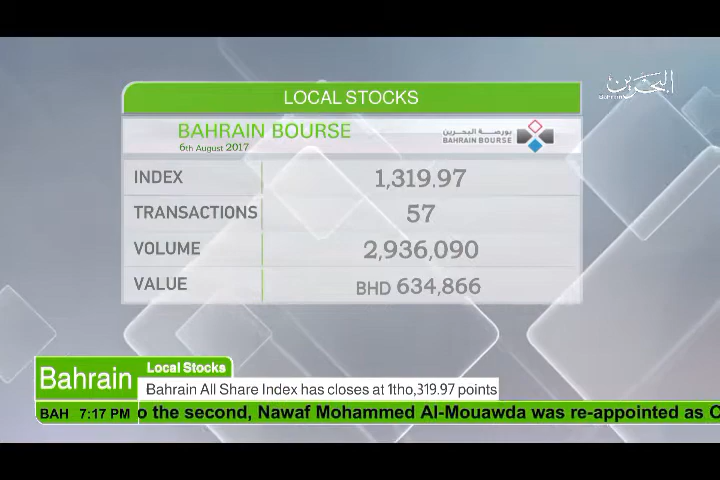 البحرين
Bahrain
LOCAL STOCKS
BAHRAIN BOURSE
6th August 2017
بورصة البحرين
BAHRAIN BOURSE
INDEX 1,319.97
TRANSACTIONS 57
VOLUME 2,936,090
VALUE BHD 634,866
Local Stocks
Bahrain
Bahrain All Share Index has closes at 1tho,319.97 points
BAH 7:17 PM o the second, Nawaf Mohammed Al-Mouawda was re-appointed as